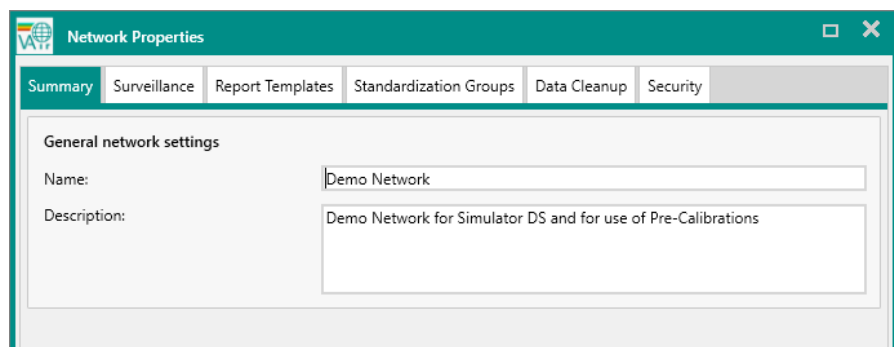 Network Properties
Summary Surveillance Report Templates Standardization Groups Data Cleanup Security
General network settings
Name: Demo Network
Description: Demo Network for Simulator DS and for use of Pre-Calibrations